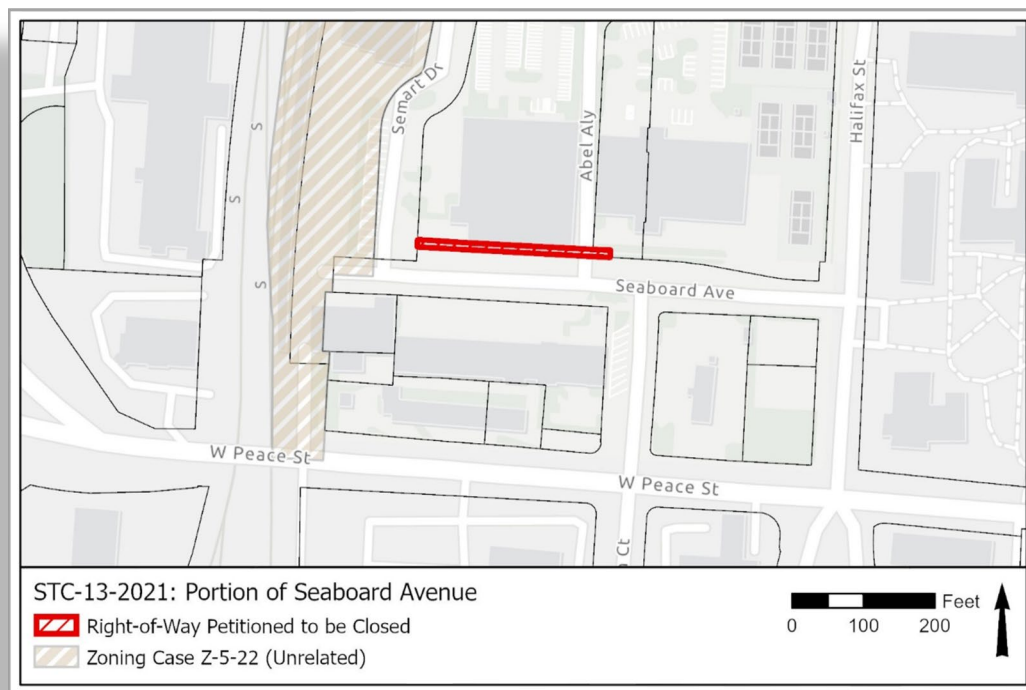 Semart Dr
Abel Aly
Halifax St
S
S
S
Seaboard Ave
W Peace St
W Peace St
Ct
STC-13-2021: Portion of Seaboard Avenue
Right-of-Way Petitioned to be Closed
Zoning Case Z-5-22 (Unrelated)
Feet
0 100 200